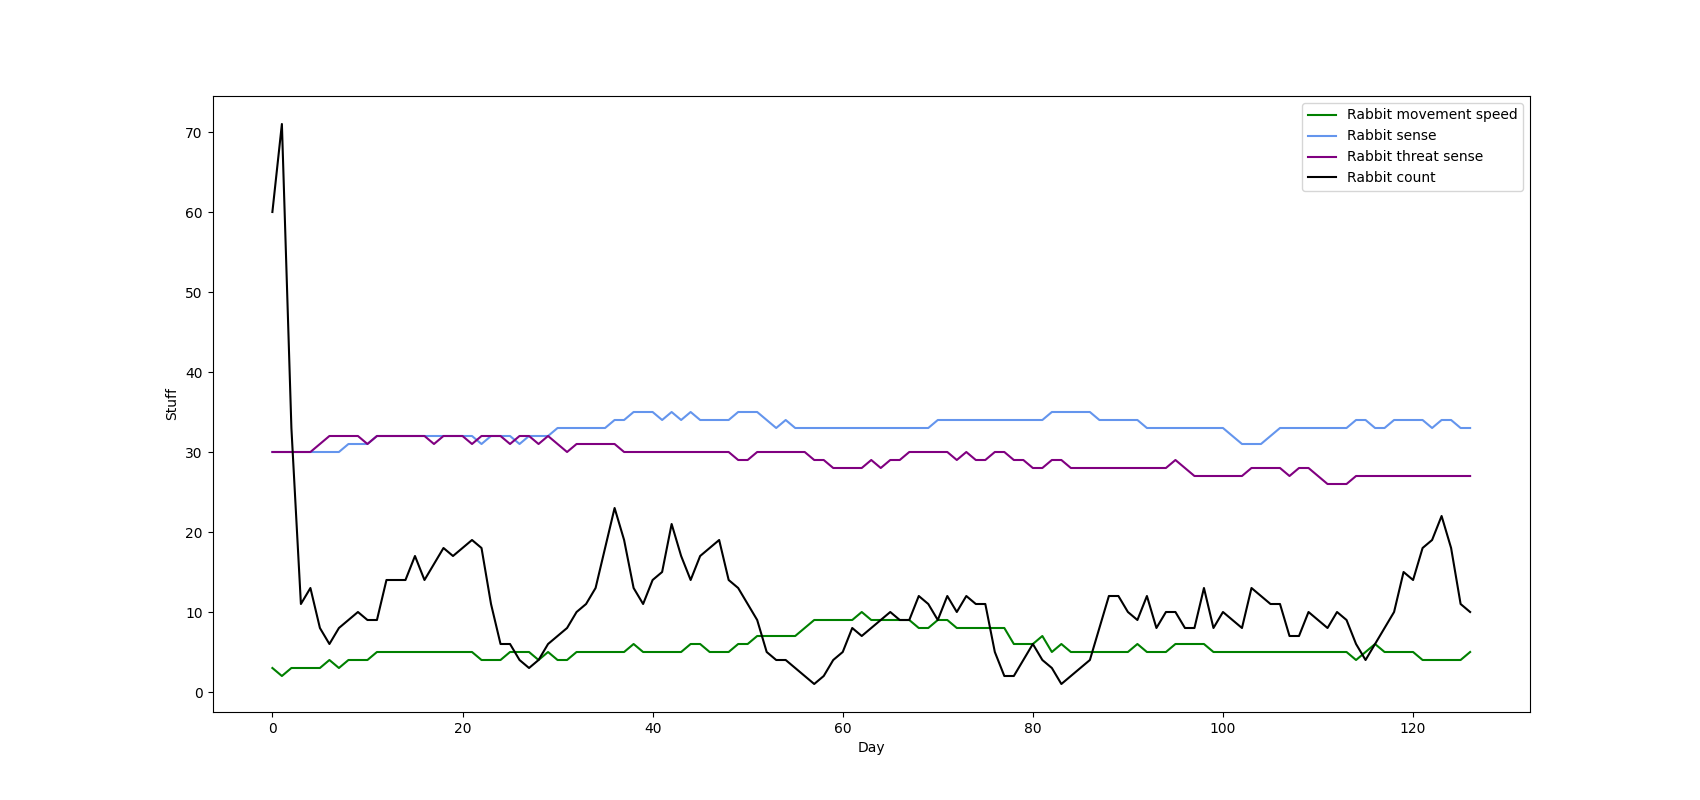 Rabbit movement speed
Rabbit sense
Rabbit threat sense
Rabbit count
70
60
50
40
30
20
10
0
Stuff
0 20 40 60 80 100 120
Day